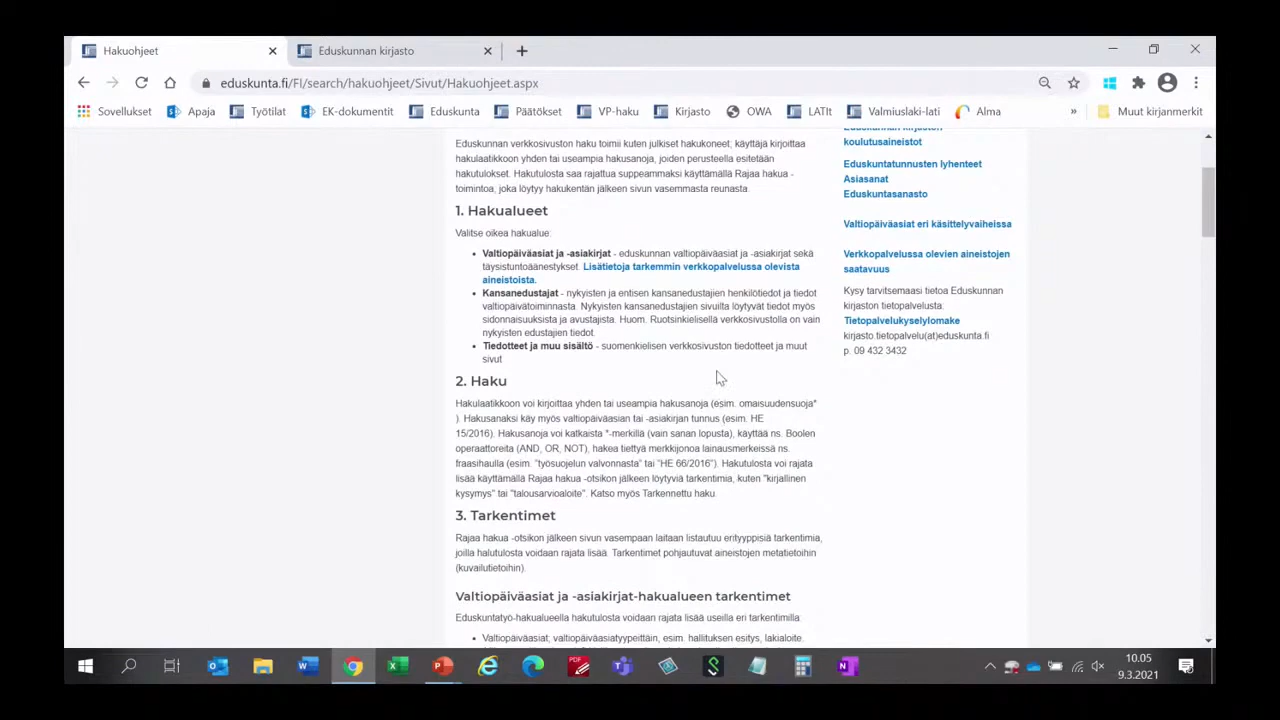 Hakuohjeet
Eduskunnan kirjasto
eduskunta.fi/FI/search/hakuohjeet/Sivut/Hakuohjeet.aspx
Sovellukset Apaja Työtilat EK-dokumentit Eduskunta Päätökset VP-haku Kirjasto OWA LATIt Valmiuslaki-lati Alma » Muut kirjanmerkit
Eduskunnan verkkosivuston haku toimii kuten julkiset hakukoneet; käyttäjä kirjoittaa
hakulaatikkoon yhden tai useampia hakusanoja, joiden perusteella esitetään
hakutulokset. Hakutulosta saa rajattua suppeammaksi käyttämällä Rajaa hakua -
toimintoa, joka löytyy hakukentän jälkeen sivun vasemmasta reunasta.
1. Hakualueet
Valitse oikea hakualue:
• Valtiopäiväasiat ja -asiakirjat - eduskunnan valtiopäiväasiat ja -asiakirjat sekä
täysistuntoäänestykset. Lisätietoja tarkemmin verkkopalvelussa olevista
aineistoista.
• Kansanedustajat - nykyisten ja entisen kansanedustajien henkilötiedot ja tiedot
valtiopäivätoiminnasta. Nykyisten kansanedustajien sivuilta löytyvät tiedot myös
sidonnaisuuksista ja avustajista. Huom. Ruotsinkielisellä verkkosivustolla on vain
nykyisten edustajien tiedot.
• Tiedotteet ja muu sisältö - suomenkielisen verkkosivuston tiedotteet ja muut
sivut
2. Haku
Hakulaatikkoon voi kirjoittaa yhden tai useampia hakusanoja (esim. omaisuudensuoja*
). Hakusanaksi käy myös valtiopäiväasian tai -asiakirjan tunnus (esim. HE
15/2016). Hakusanoja voi katkaista *-merkillä (vain sanan lopusta), käyttää ns. Boolen
operaattoreita (AND, OR, NOT), hakea tiettyä merkkijonoa lainausmerkeissä ns.
fraasihaulla (esim. "työsuojelun valvonnasta" tai "HE 66/2016"). Hakutulosta voi rajata
lisää käyttämällä Rajaa hakua -otsikon jälkeen löytyviä tarkentimia, kuten "kirjallinen
kysymys" tai "talousarvioaloite". Katso myös Tarkennettu haku.
3. Tarkentimet
Rajaa hakua -otsikon jälkeen sivun vasempaan laitaan listautuu erityyppisiä tarkentimia,
joilla halutulosta voidaan rajata lisää. Tarkentimet pohjautuvat aineistojen metatietoihin
(kuvailutietoihin).
Valtiopäiväasiat ja -asiakirjat-hakualueen tarkentimet
Eduskuntatyö-hakualueella hakutulosta voidaan rajata lisää useilla eri tarkentimilla:
• Valtiopäiväasiat; valtiopäiväasiatyypeittäin, esim. hallituksen esitys, lakialoite.
Eduskunnan kirjaston
koulutusaineistot
Eduskuntatunnusten lyhenteet
Asiasanat
Eduskuntasanasto
Valtiopäiväasiat eri käsittelyvaiheissa
Verkkopalvelussa olevien aineistojen
saatavuus
Kysy tarvitsemaasi tietoa Eduskunnan
kirjaston tietopalvelusta:
Tietopalvelukyselylomake
kirjasto.tietopalvelu(at)eduskunta.fi
p. 09 432 3432
10.05
9.3.2021